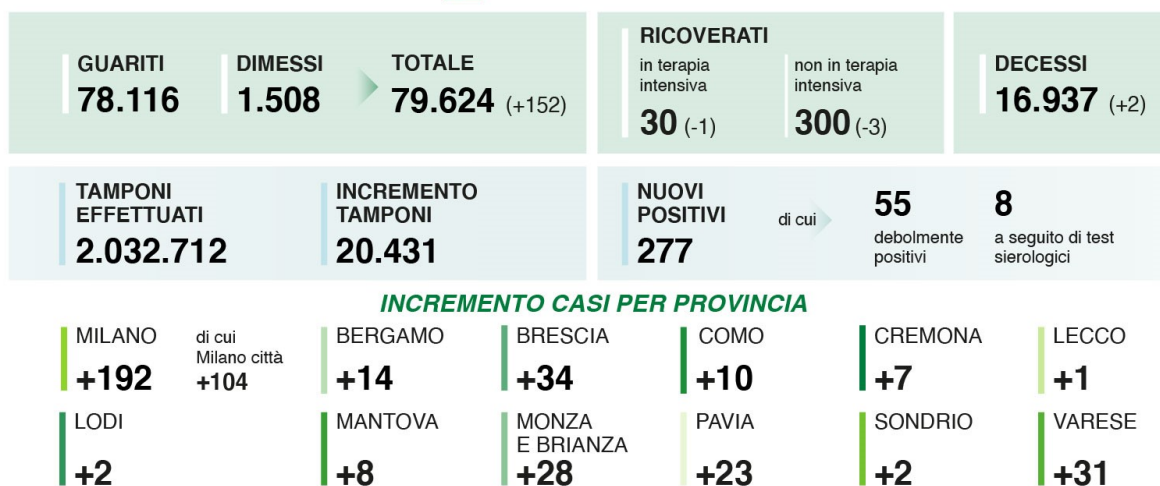 GUARITI
78.116
DIMESSI
1.508
TOTALE
79.624 (+152)
RICOVERATI
in terapia
intensiva
30 (-1)
non in terapia
intensiva
300 (-3)
DECESSI
16.937 (+2)
TAMPONI
EFFETTUATI
2.032.712
INCREMENTO
TAMPONI
20.431
NUOVI
POSITIVI
277
di cui
55
debolmente
positivi
8
a seguito di test
sierologici
INCREMENTO CASI PER PROVINCIA
MILANO
+192
di cui
Milano città
+104
BERGAMO
+14
BRESCIA
+34
COMO
+10
CREMONA
+7
LECCO
+1
LODI
+2
MANTOVA
+8
MONZA
E BRIANZA
+28
PAVIA
+23
SONDRIO
+2
VARESE
+31